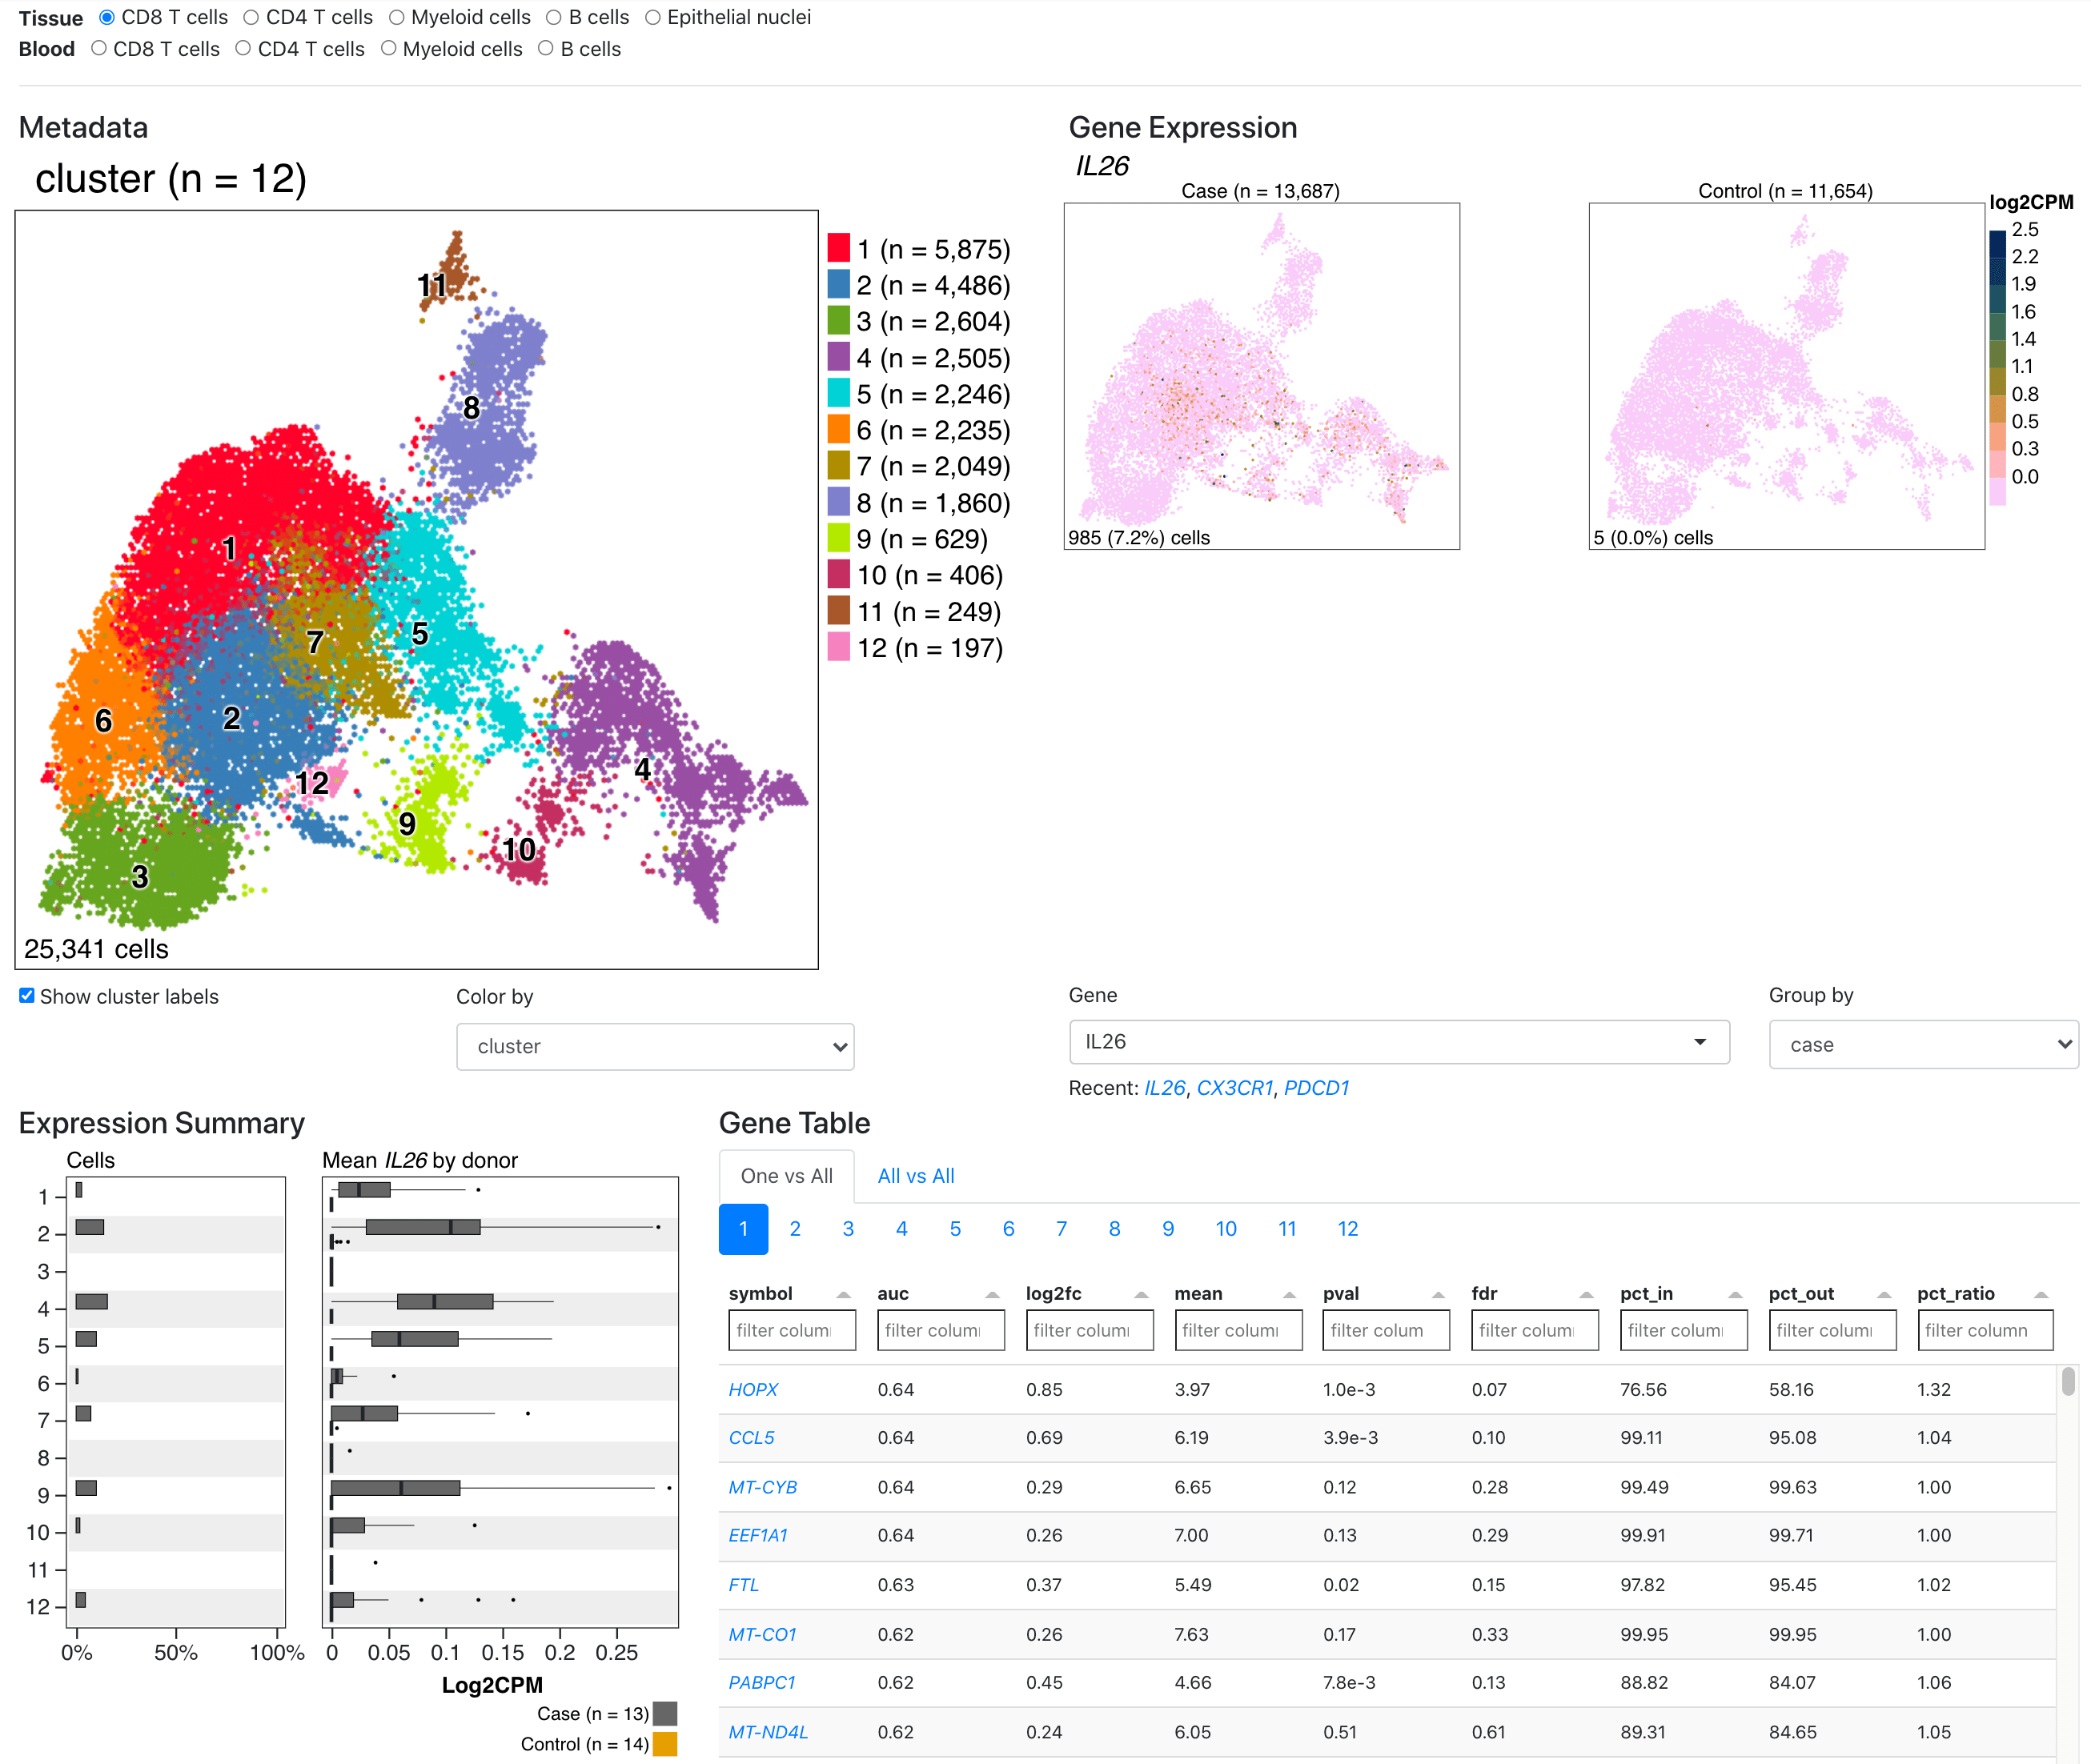 Tissue CD8 T cells CD4 T cells Myeloid cells B cells Epithelial nuclei
Blood CD8 T cells CD4 T cells Myeloid cells B cells
Metadata
cluster (n = 12)
11
8
1
7
5
6
2
4
12
9
10
3
25,341 cells
1 (n = 5,875)
2 (n = 4,486)
3 (n = 2,604)
4 (n = 2,505)
5 (n = 2,246)
6 (n = 2,235)
7 (n = 2,049)
8 (n = 1,860)
9 (n = 629)
10 (n = 406)
11 (n = 249)
12 (n = 197)
Show cluster labels
Color by
cluster
Gene Expression
IL26
Case (n = 13,687)
985 (7.2%) cells
Control (n = 11,654)
5 (0.0%) cells
log2CPM
2.5
2.2
1.9
1.6
1.4
1.1
0.8
0.5
0.3
0.0
Gene
IL26
Recent: IL26, CX3CR1, PDCD1
Group by
case
Expression Summary
Cells
Mean IL26 by donor
1
2
3
4
5
6
7
8
9
10
11
12
0% 50% 100%
0 0.05 0.1 0.15 0.2 0.25
Log2CPM
Case (n = 13)
Control (n = 14)
Gene Table
One vs All All vs All
1 2 3 4 5 6 7 8 9 10 11 12
symbol auc log2fc mean pval fdr pct_in pct_out pct_ratio
filter colum filter colum filter colum filter colum filter colum filter colum filter colum filter colum filter column
HOPX 0.64 0.85 3.97 1.0e-3 0.07 76.56 58.16 1.32
CCL5 0.64 0.69 6.19 3.9e-3 0.10 99.11 95.08 1.04
MT-CYB 0.64 0.29 6.65 0.12 0.28 99.49 99.63 1.00
EEF1A1 0.64 0.26 7.00 0.13 0.29 99.91 99.71 1.00
FTL 0.63 0.37 5.49 0.02 0.15 97.82 95.45 1.02
MT-CO1 0.62 0.26 7.63 0.17 0.33 99.95 99.95 1.00
PABPC1 0.62 0.45 4.66 7.8e-3 0.13 88.82 84.07 1.06
MT-ND4L 0.62 0.24 6.05 0.51 0.61 89.31 84.65 1.05